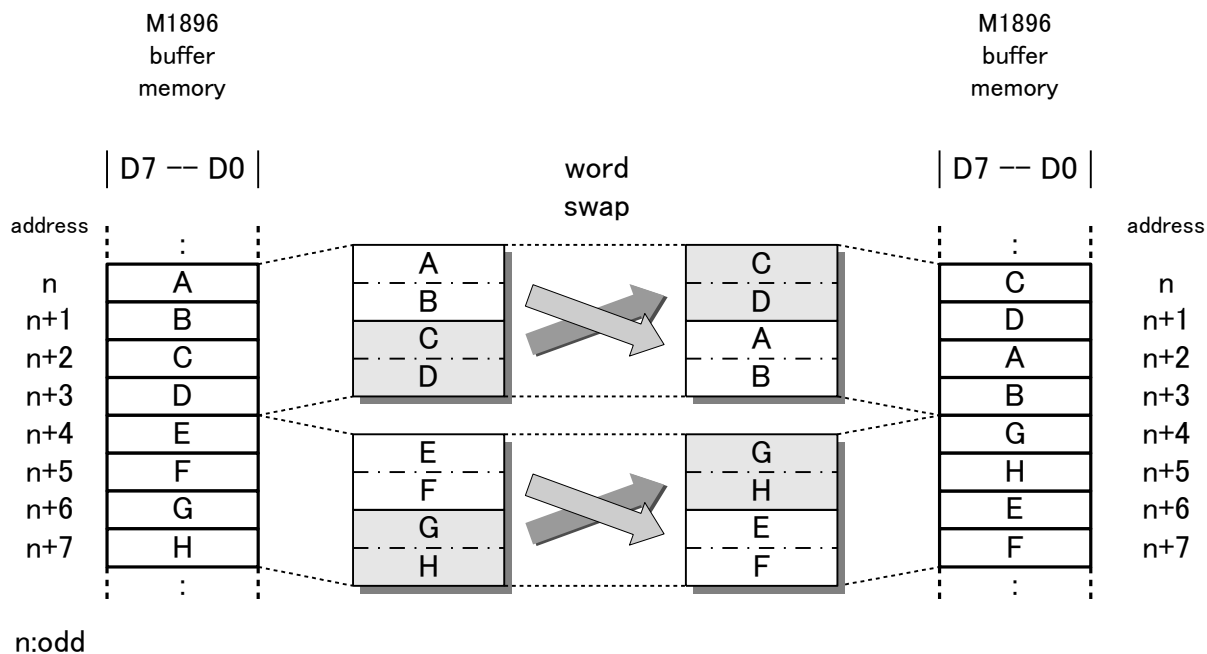 M1896
buffer
memory
M1896
buffer
memory
D7 -- D0
word
swap
D7 -- D0
address
address
:
:
n
A
A
B
C
D
C
D
A
B
C
n
n+1
B
D
n+1
n+2
C
A
n+2
n+3
D
B
n+3
n+4
E
E
F
G
H
G
H
E
F
G
n+4
n+5
F
H
n+5
n+6
G
E
n+6
n+7
H
F
n+7
:
:
n:odd